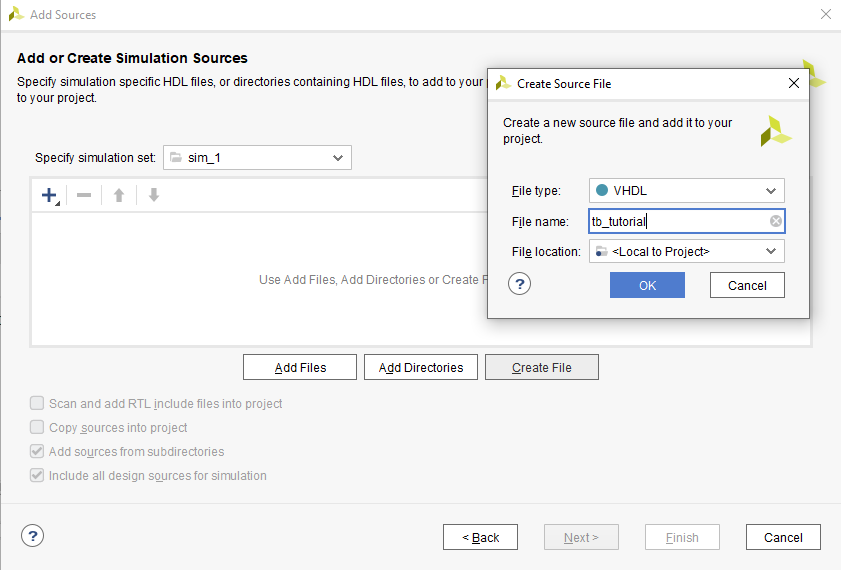 Add Sources
Add or Create Simulation Sources
Specify simulation specific HDL files, or directories containing HDL files, to add to your
to your project.
Specify simulation set:
sim_1
Use Add Files, Add Directories or Create
Add Files
Add Directories
Create File
Scan and add RTL include files into project
Copy sources into project
Add sources from subdirectories
Include all design sources for simulation
?
< Back
Next >
Finish
Cancel
Create Source File
Create a new source file and add it to your
project.
File type:
VHDL
File name:
tb_tutorial
File location:
<Local to Project>
?
OK
Cancel